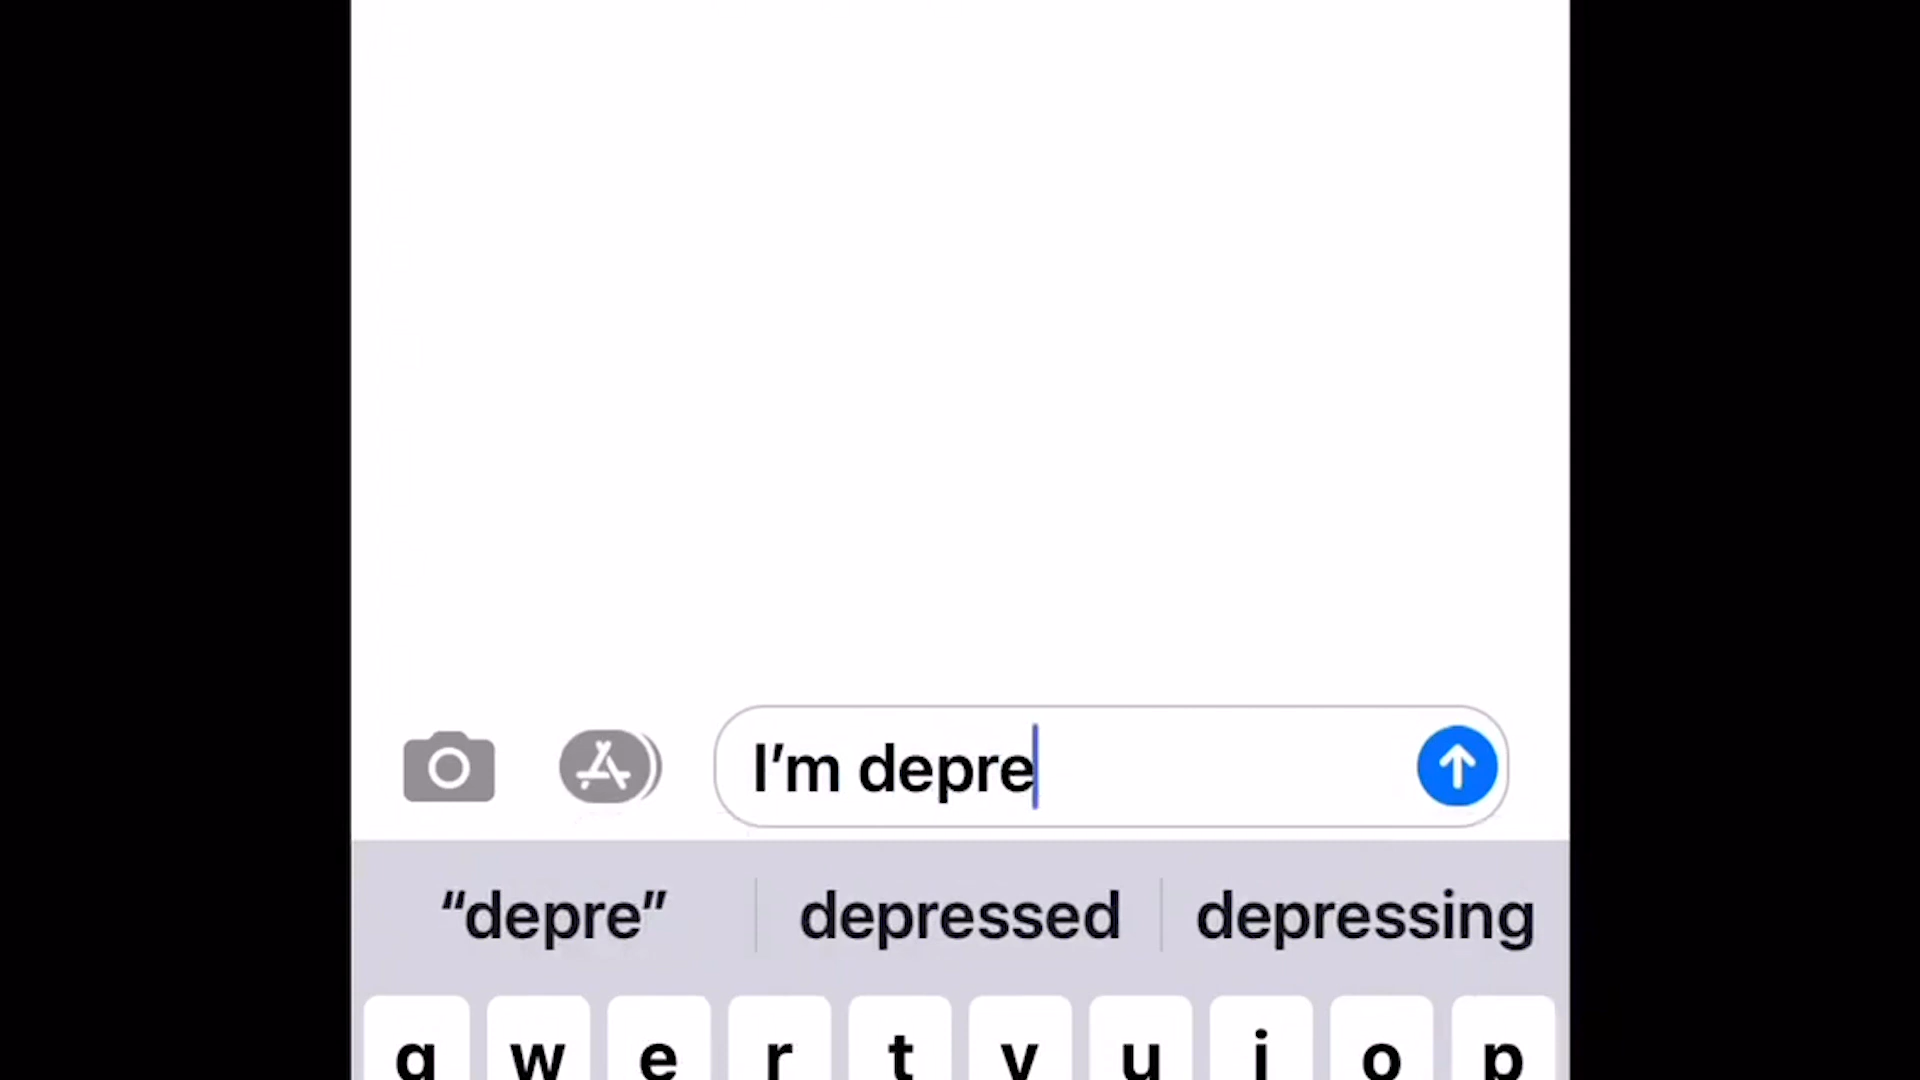 I’m depre
“depre” depressed depressing
q w e r t y u i o p